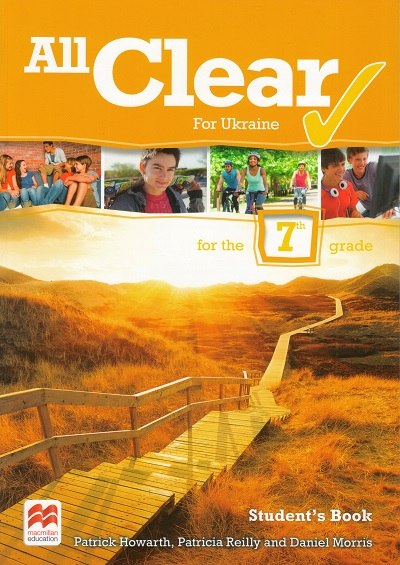 All Clear
For Ukraine
for the 7th grade
Student's Book
macmillan
education
Patrick Howarth, Patricia Reilly and Daniel Morris